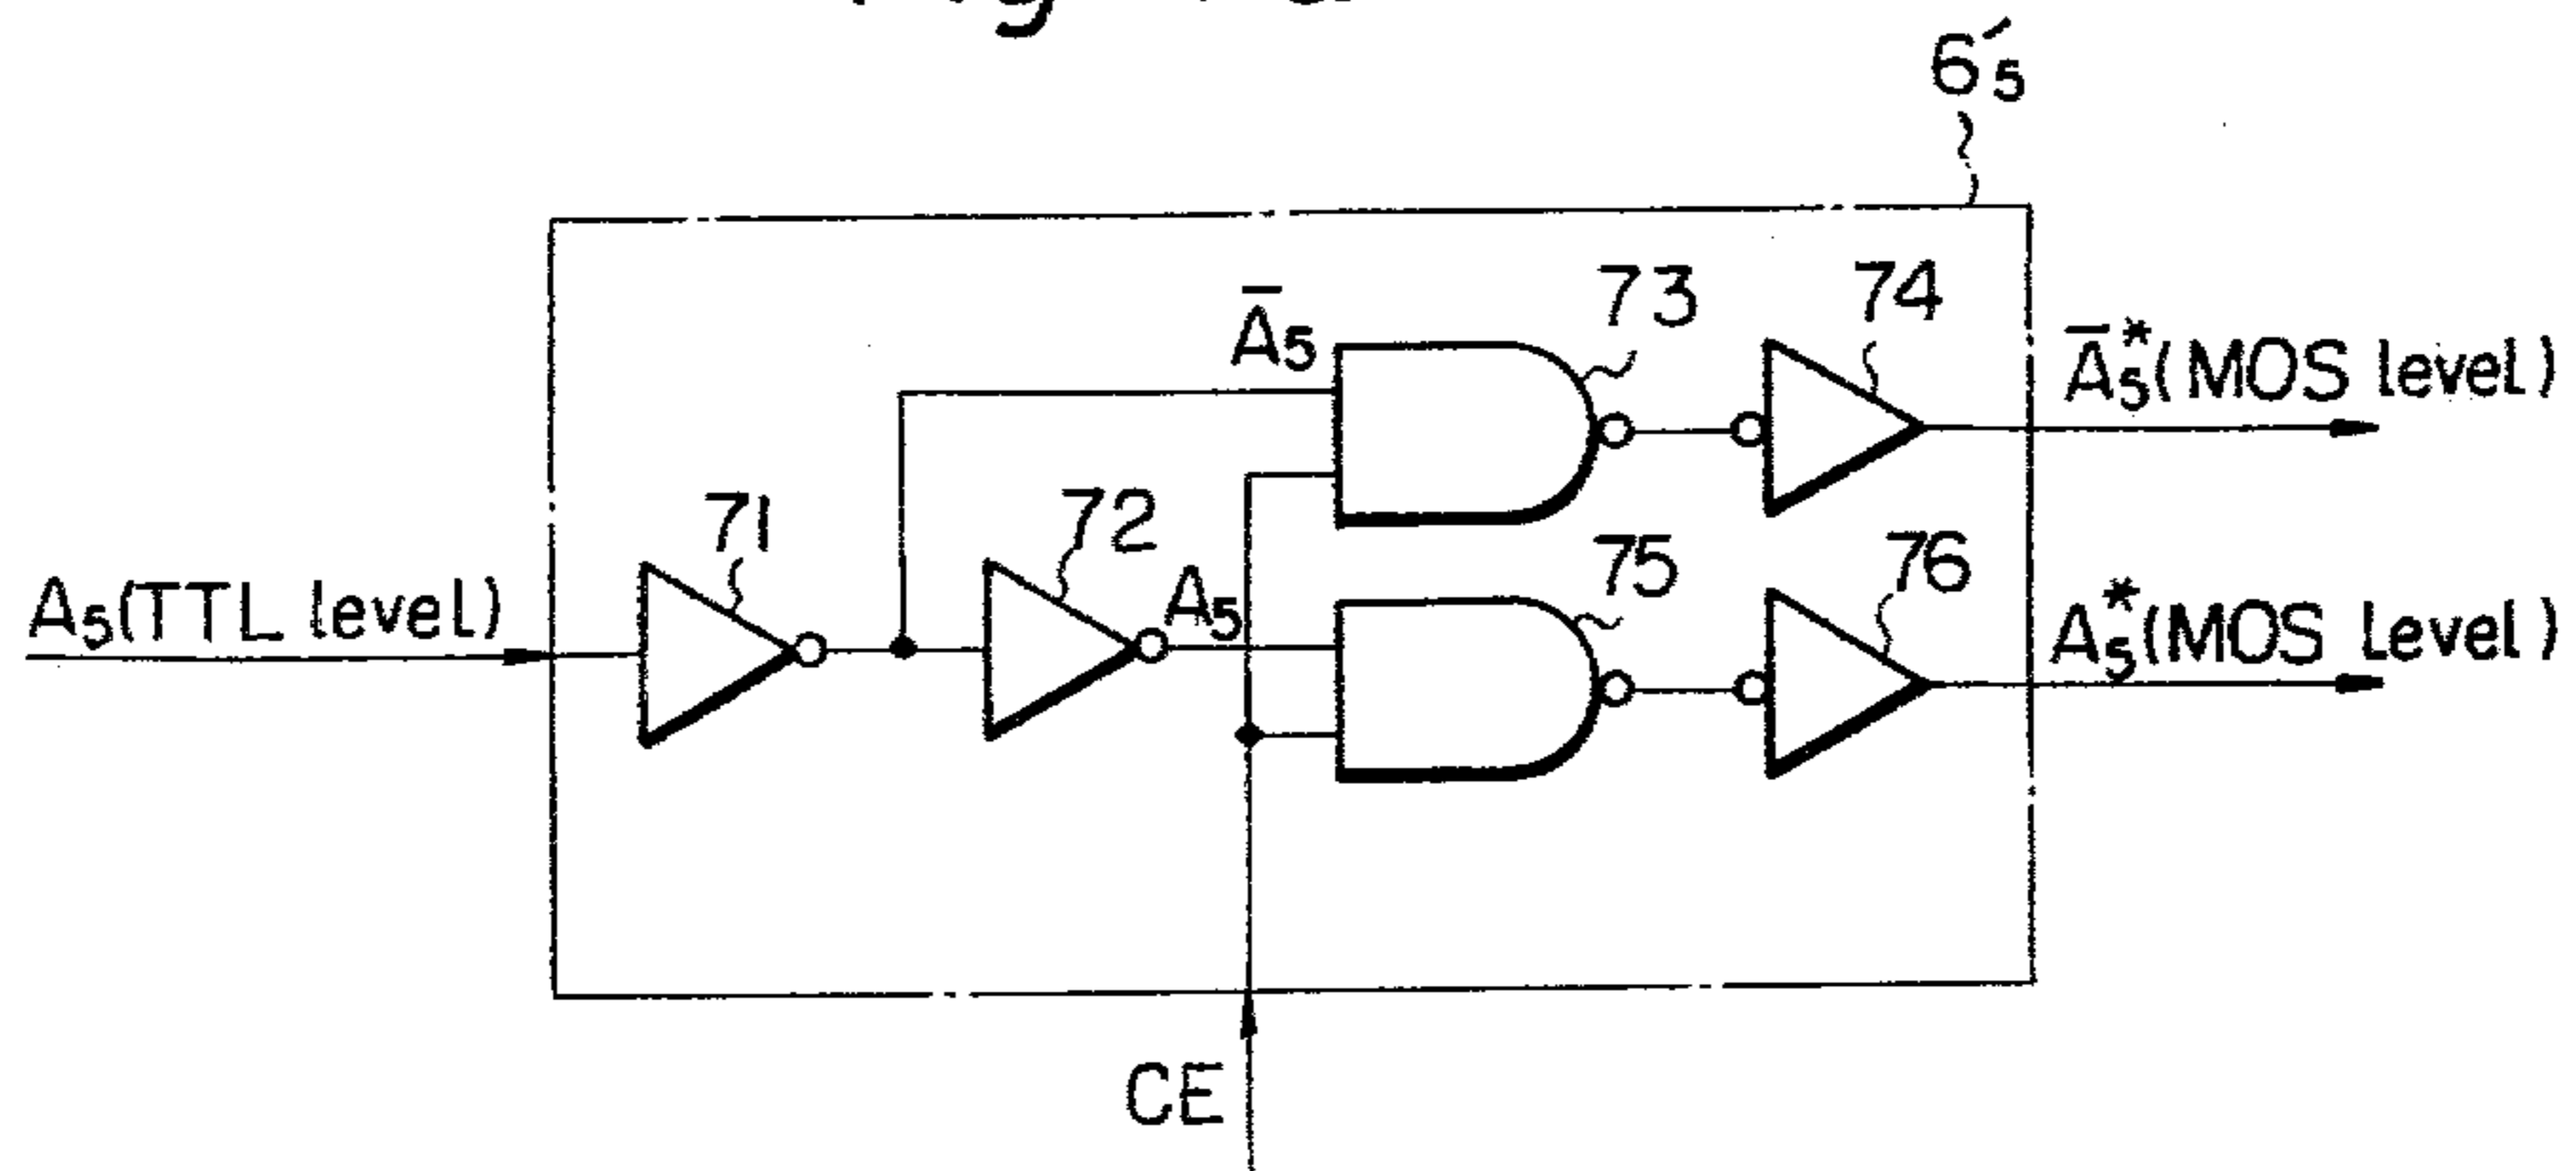 6'₅
73
74
Ā₅
Ā₅*(MOS level)
71
72
75
76
A₅(TTL level)
A₅
A₅*(MOS level)
CE